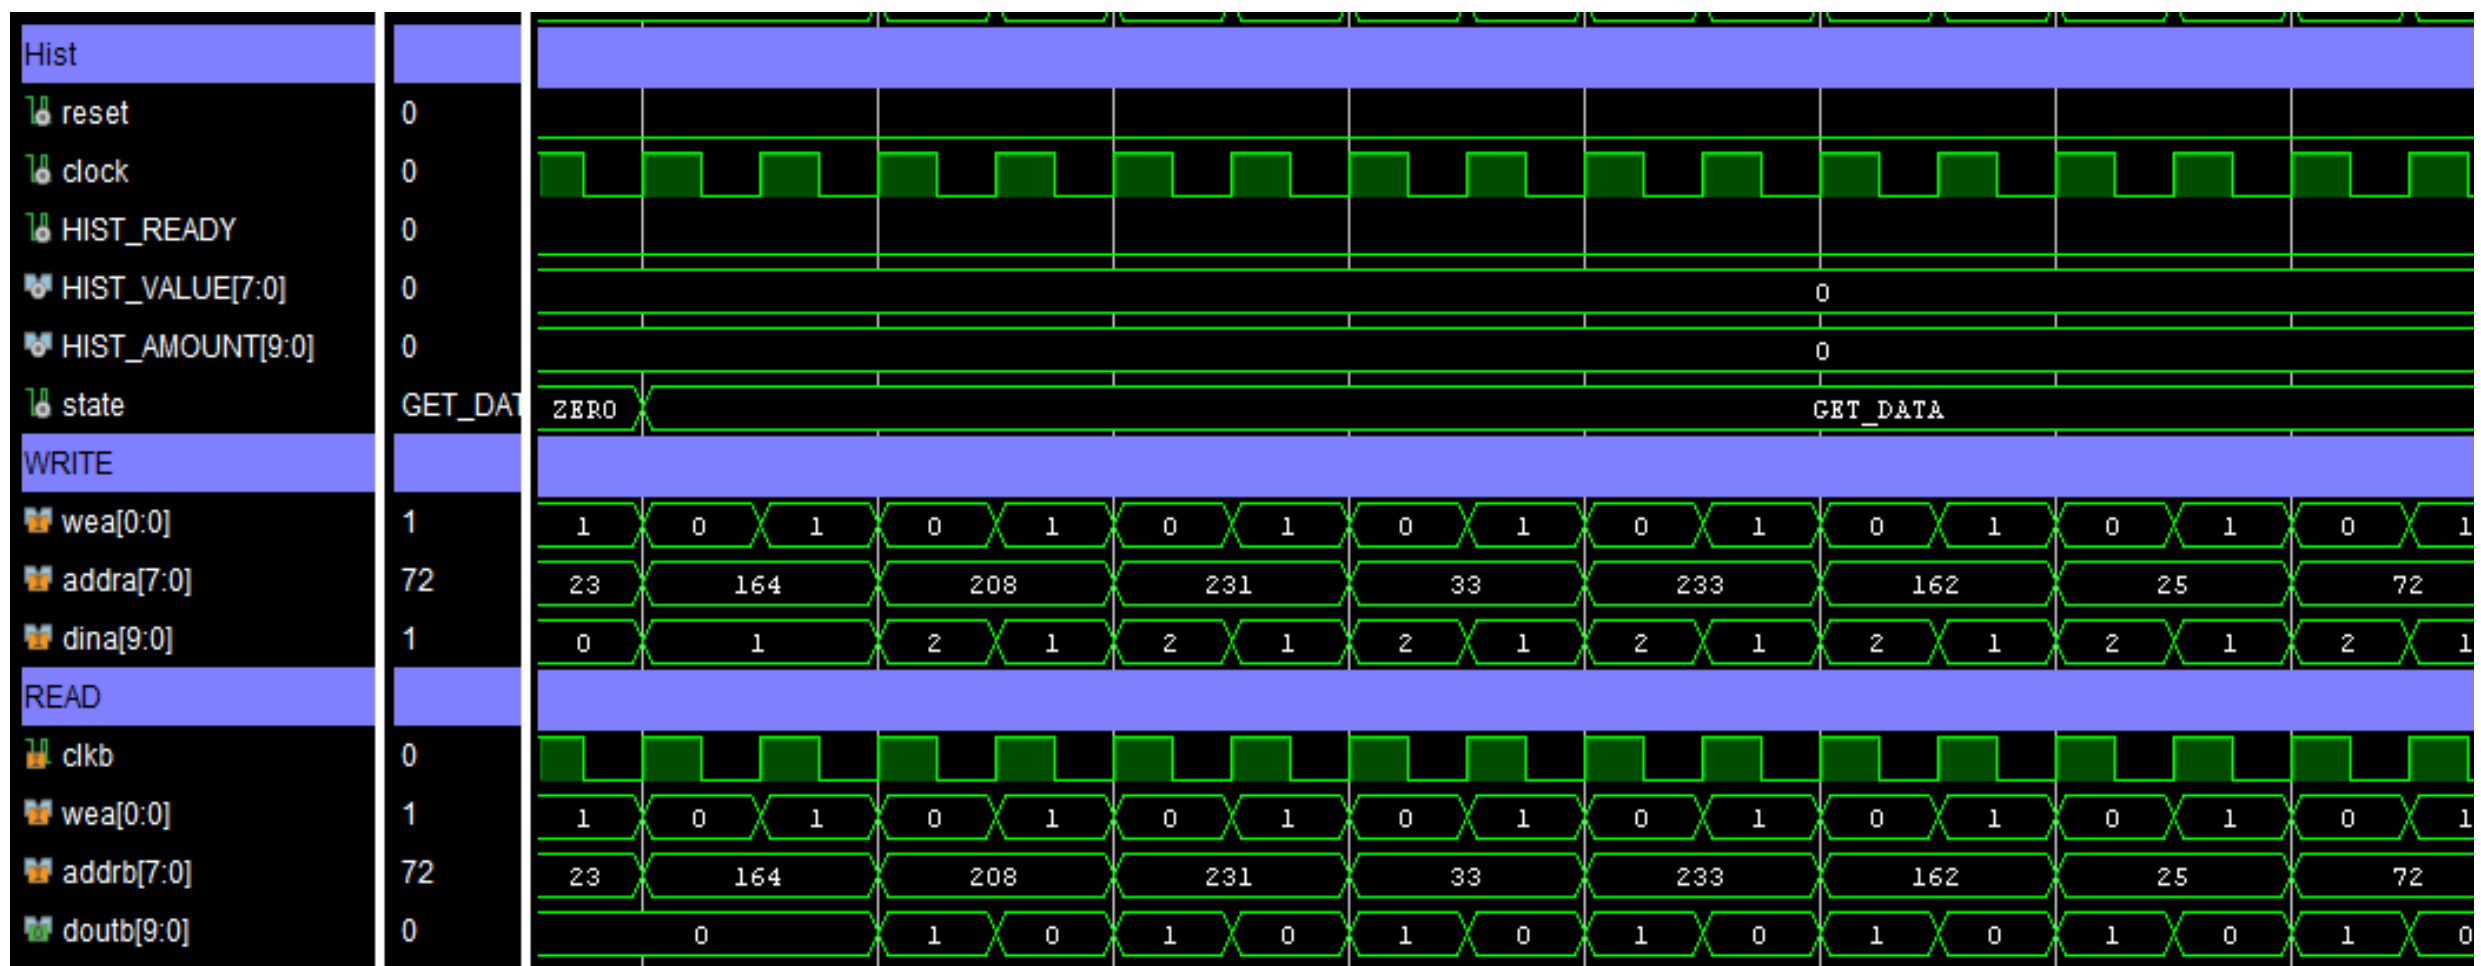 Hist
reset 0
clock 0
HIST_READY 0
HIST_VALUE[7:0] 0 0
HIST_AMOUNT[9:0] 0 0
state GET_DAT ZERO GET_DATA
WRITE
wea[0:0] 1 1 0 1 0 1 0 1 0 1 0 1 0 1 0 1 0 1
addra[7:0] 72 23 164 208 231 33 233 162 25 72
dina[9:0] 1 0 1 2 1 2 1 2 1 2 1 2 1 2 1 2 1
READ
clkb 0
wea[0:0] 1 1 0 1 0 1 0 1 0 1 0 1 0 1 0 1 0 1
addrb[7:0] 72 23 164 208 231 33 233 162 25 72
doutb[9:0] 0 0 1 0 1 0 1 0 1 0 1 0 1 0 1 0